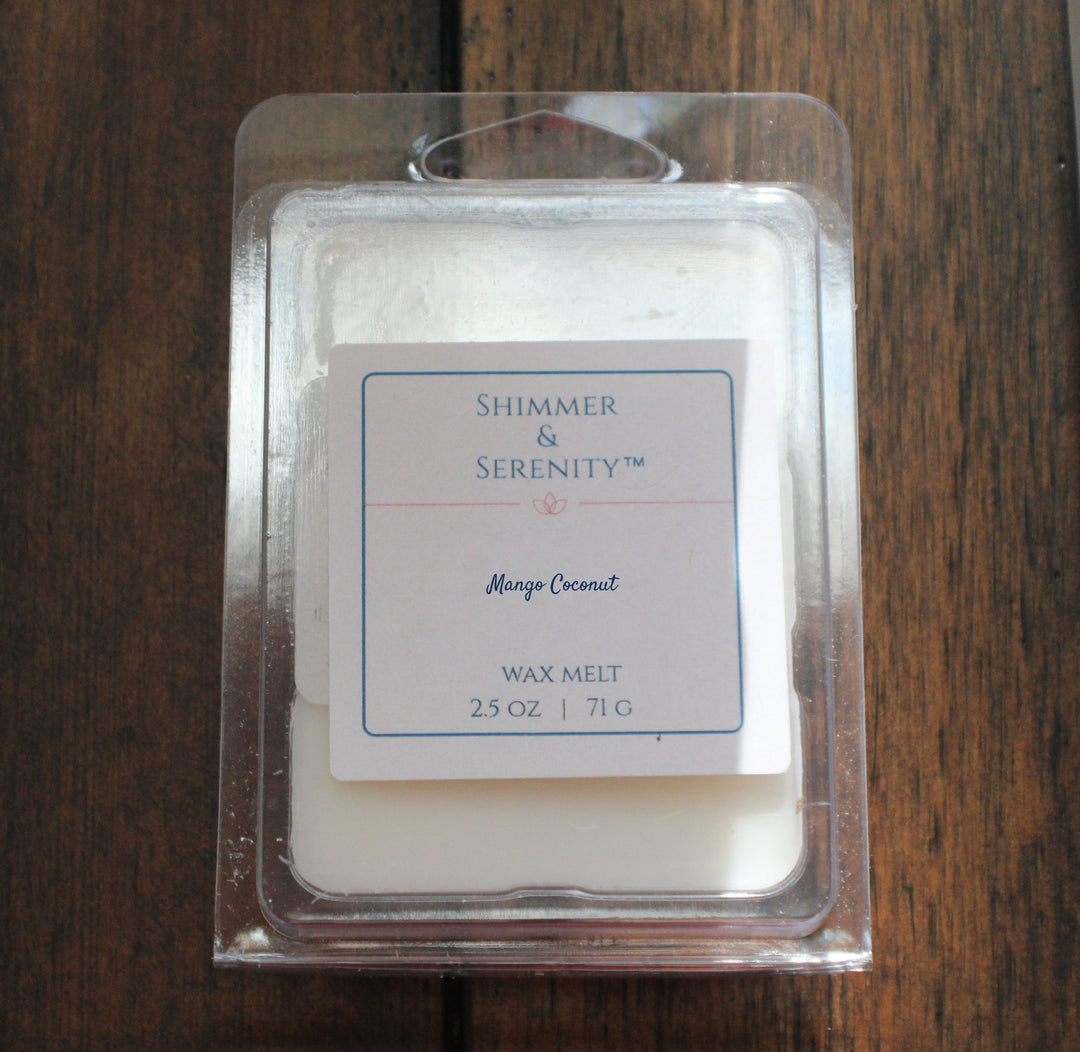 Shimmer
&
Serenity™
Mango Coconut
WAX MELT
2.5 OZ | 71 G